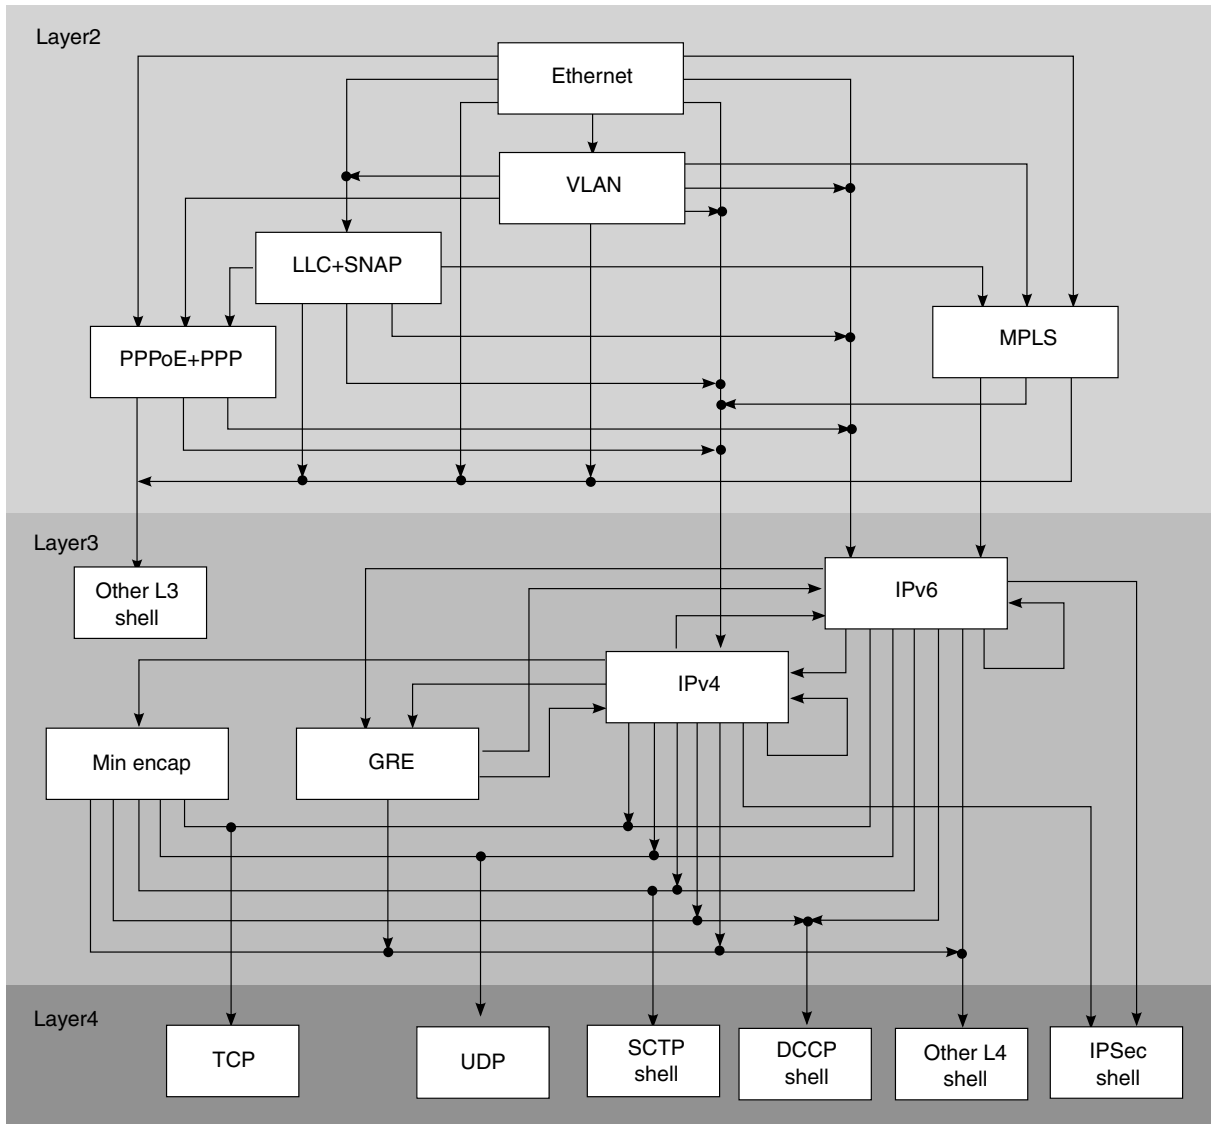 Layer2
Ethernet
VLAN
LLC+SNAP
PPPoE+PPP
MPLS
Layer3
Other L3
shell
IPv6
IPv4
Min encap
GRE
Layer4
TCP
UDP
SCTP
shell
DCCP
shell
Other L4
shell
IPSec
shell